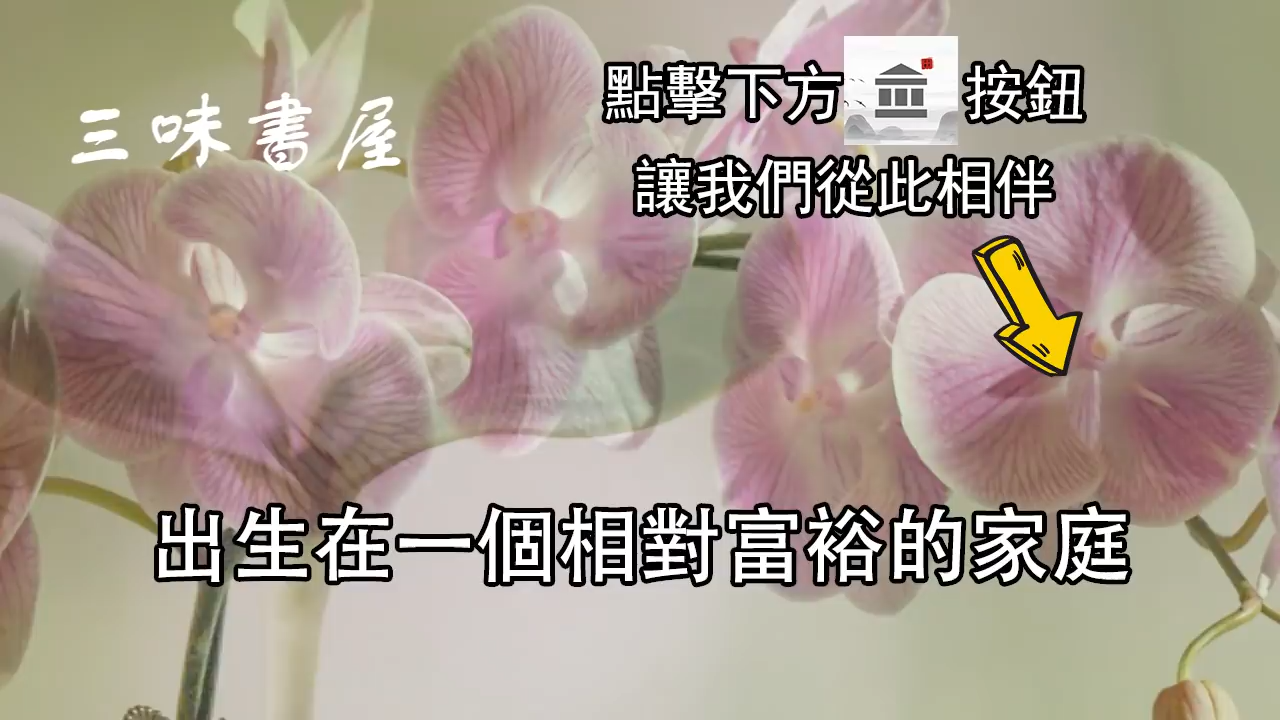 三味書屋
點擊下方按鈕
讓我們從此相伴
出生在一個相對富裕的家庭